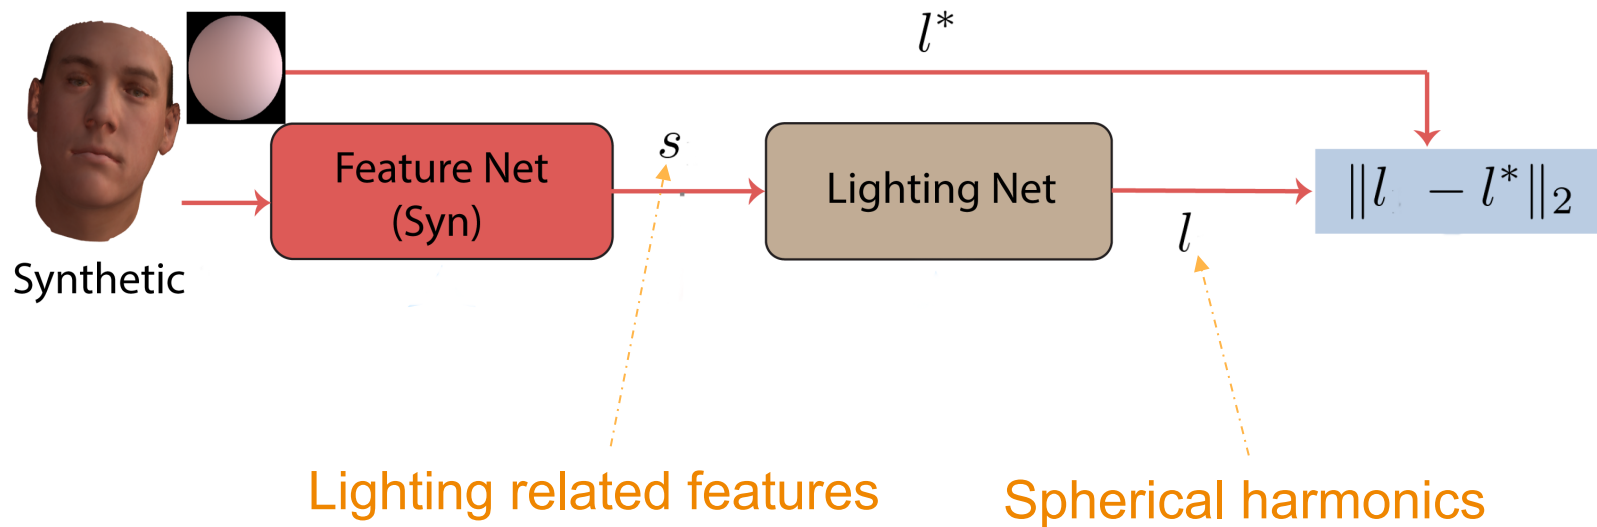 l*
s
Feature Net
(Syn)
Lighting Net
‖l - l*‖₂
l
Synthetic
Lighting related features
Spherical harmonics